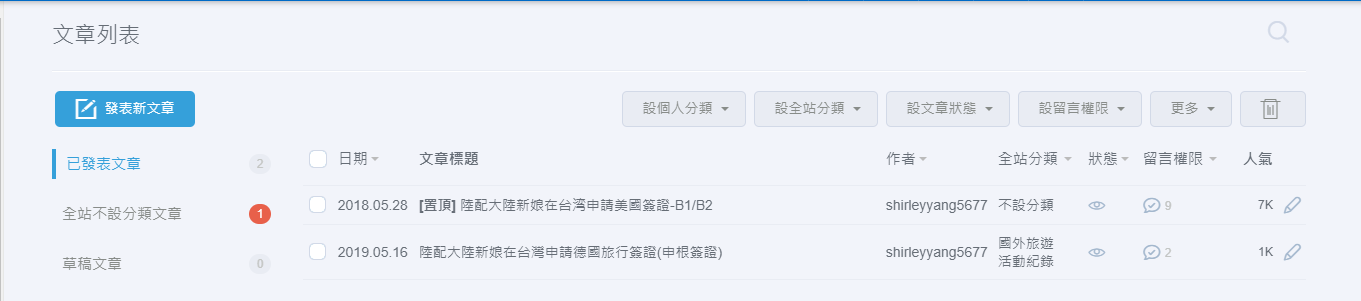 文章列表
發表新文章
設個人分類 設全站分類 設文章狀態 設留言權限 更多
已發表文章 2
全站不設分類文章 1
草稿文章 0
日期 文章標題 作者 全站分類 狀態 留言權限 人氣
2018.05.28 [置頂] 陸配大陸新娘在台湾申請美國簽證-B1/B2 shirleyyang5677 不設分類 9 7K
2019.05.16 陸配大陸新娘在台灣申請德國旅行簽證(申根簽證) shirleyyang5677 國外旅遊 2 1K
活動紀錄